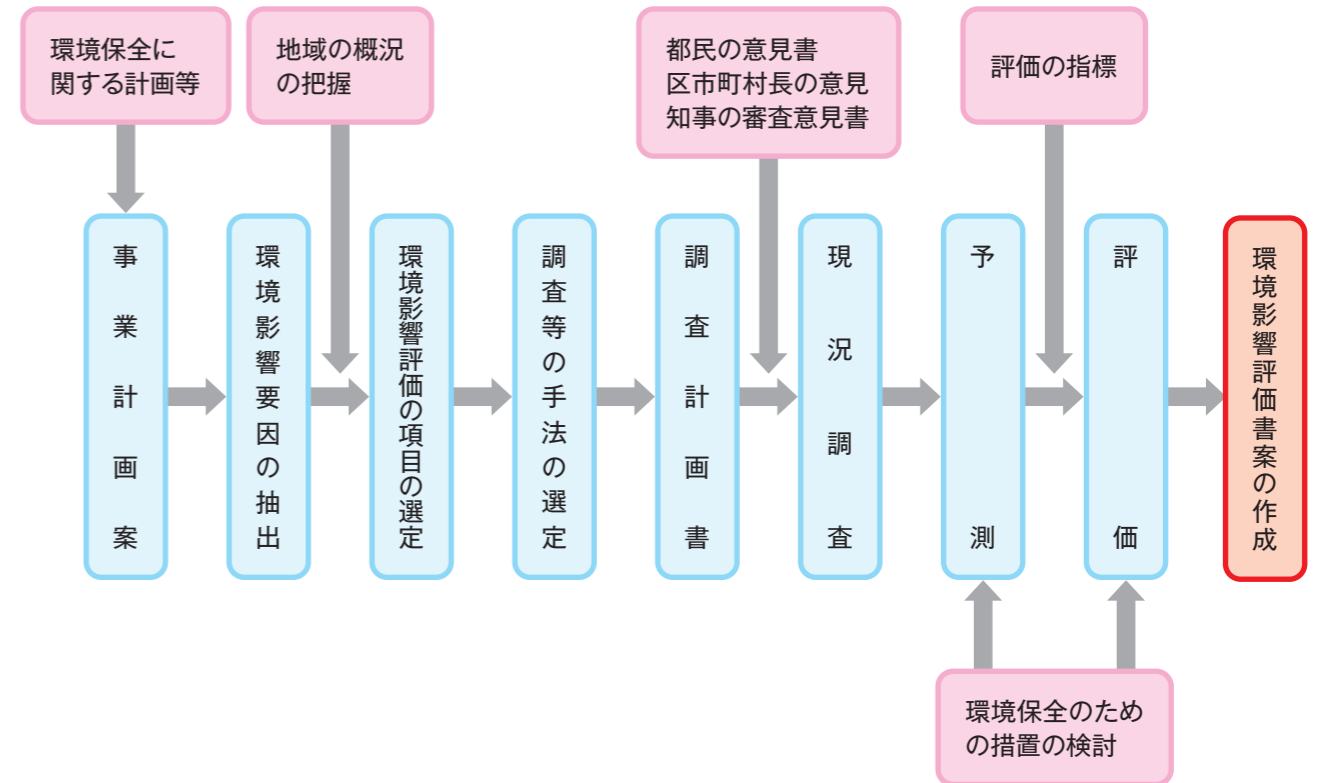 環境保全に
関する計画等
地域の概況
の把握
都民の意見書
区市町村長の意見
知事の審査意見書
評価の指標
事業計画案
環境影響要因の抽出
環境影響評価の項目の選定
調査等の手法の選定
調査計画書
現況調査
予測
評価
環境影響評価書案の作成
環境保全のため
の措置の検討